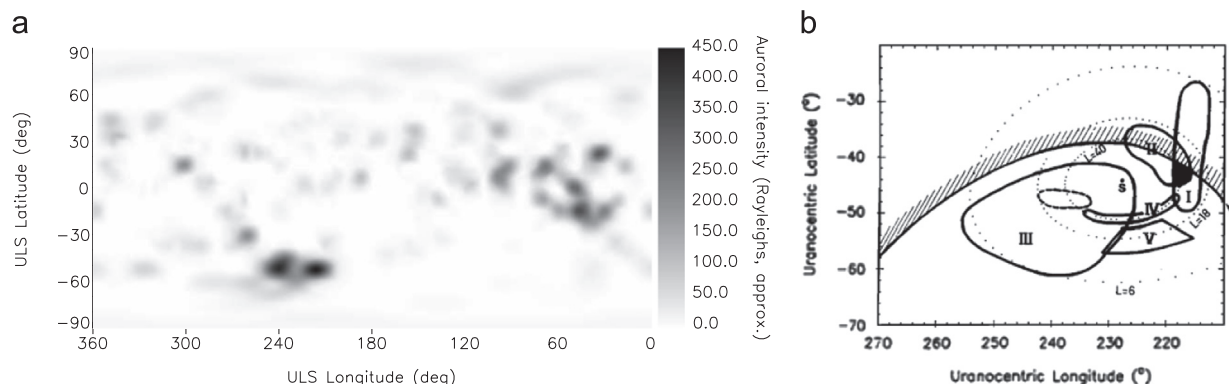 a
90
60
30
0
−30
−60
−90
ULS Latitude (deg)
360
300
240
180
120
60
0
ULS Longitude (deg)
450.0
400.0
350.0
300.0
250.0
200.0
150.0
100.0
50.0
0.0
Auroral intensity (Rayleighs, approx.)
b
−30
−40
−50
−60
−70
Uranocentric Latitude (°)
II
L=40
S
I
IV
L=18
III
V
L=6
270
260
250
240
230
220
Uranocentric Longitude (°)